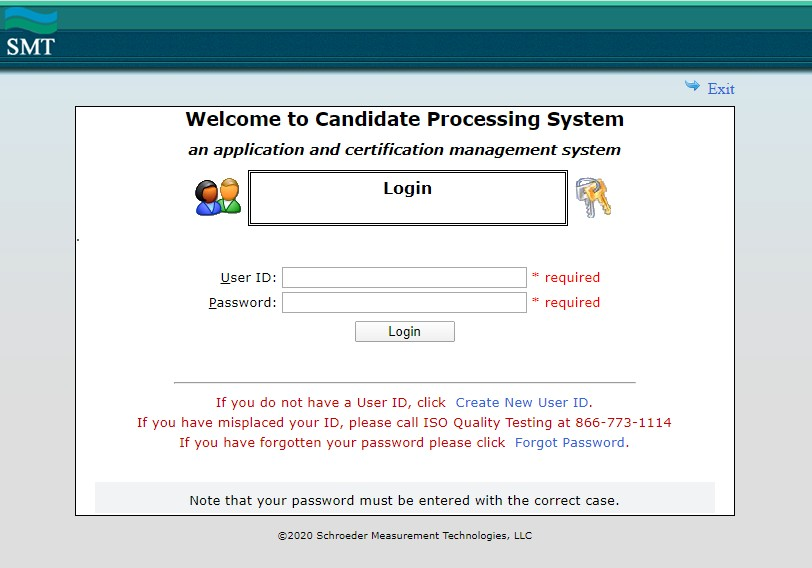 SMT
Exit
Welcome to Candidate Processing System
an application and certification management system
Login
User ID: * required
Password: * required
Login
If you do not have a User ID, click Create New User ID.
If you have misplaced your ID, please call ISO Quality Testing at 866-773-1114
If you have forgotten your password please click Forgot Password.
Note that your password must be entered with the correct case.
©2020 Schroeder Measurement Technologies, LLC